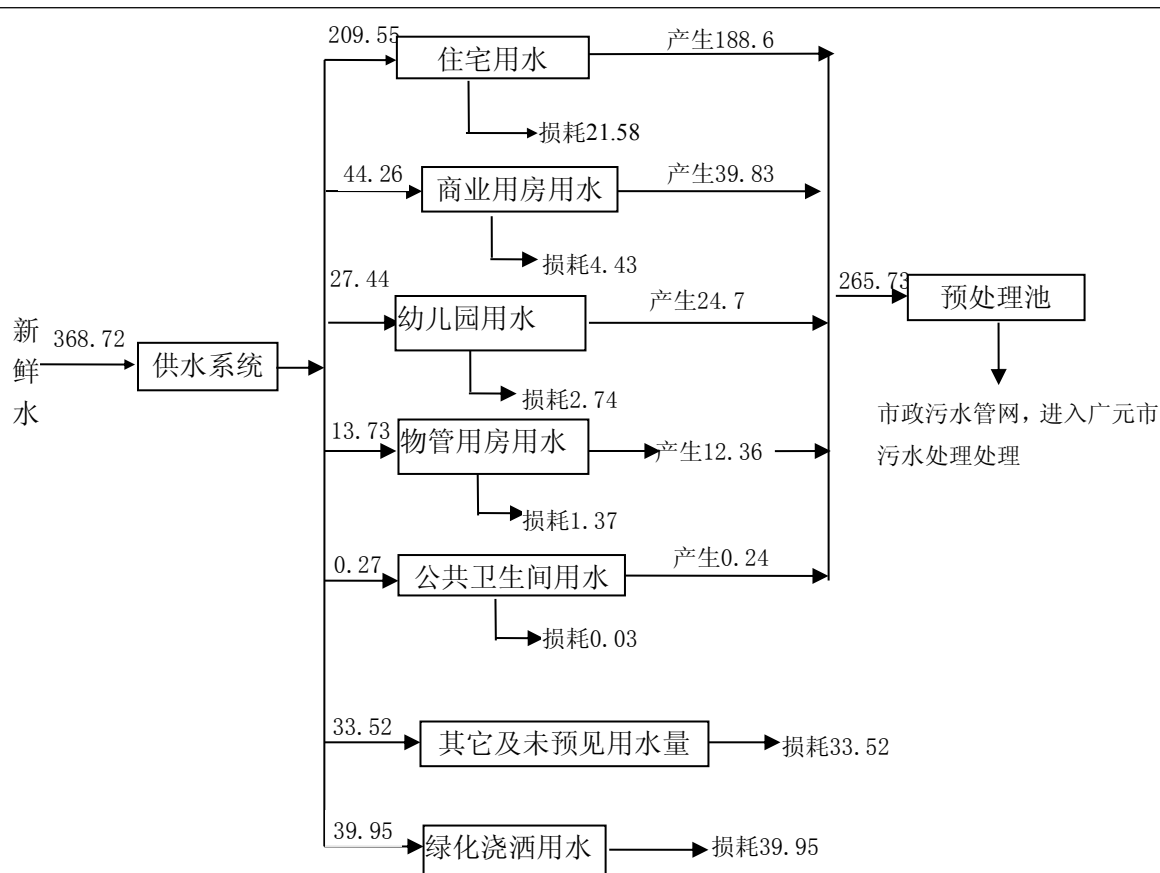 209.55
住宅用水
产生188.6
损耗21.58
44.26
商业用房用水
产生39.83
损耗4.43
27.44
幼儿园用水
产生24.7
损耗2.74
265.73
预处理池
新
鲜
水
368.72
供水系统
市政污水管网，进入广元市
污水处理处理
13.73
物管用房用水
产生12.36
损耗1.37
0.27
公共卫生间用水
产生0.24
损耗0.03
33.52
其它及未预见用水量
损耗33.52
39.95
绿化浇洒用水
损耗39.95